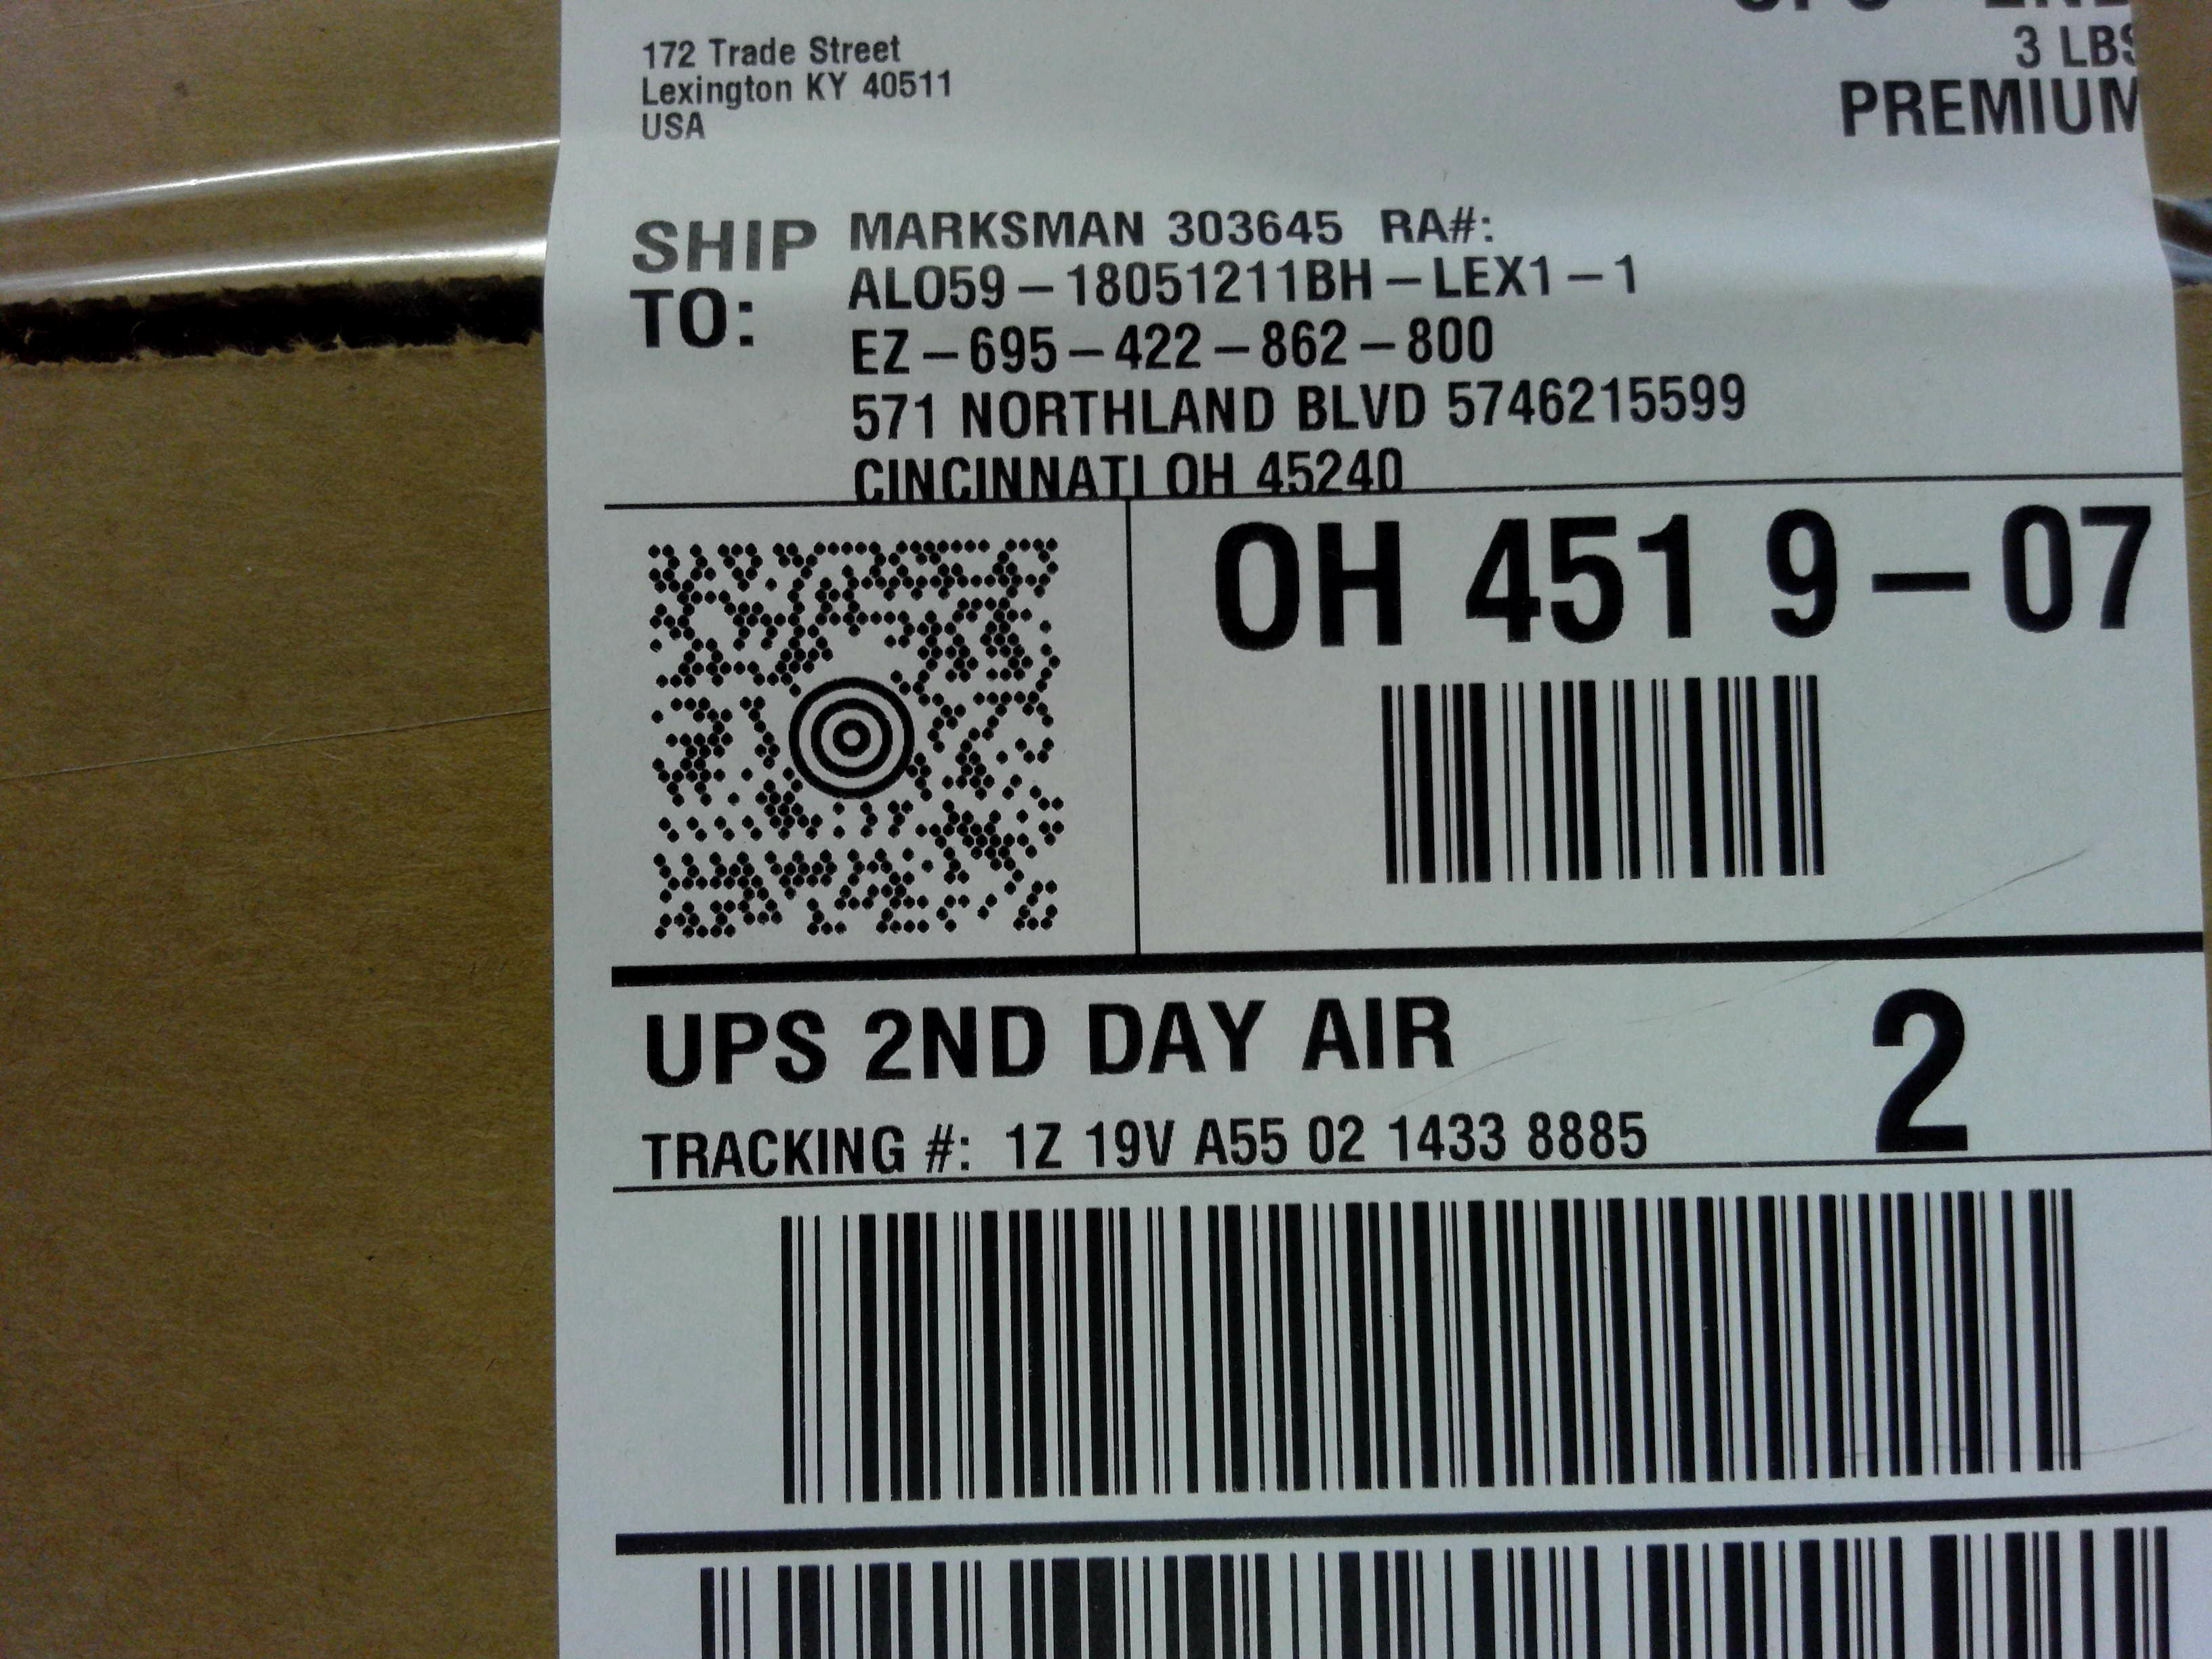 172 Trade Street
Lexington KY 40511
USA
3 LBS
PREMIUM
SHIP TO:
MARKSMAN 303645 RA#:
ALO59-18051211BH-LEX1-1
EZ-695-422-862-800
571 NORTHLAND BLVD 5746215599
CINCINNATI OH 45240
OH 451 9-07
UPS 2ND DAY AIR
2
TRACKING #: 1Z 19V A55 02 1433 8885